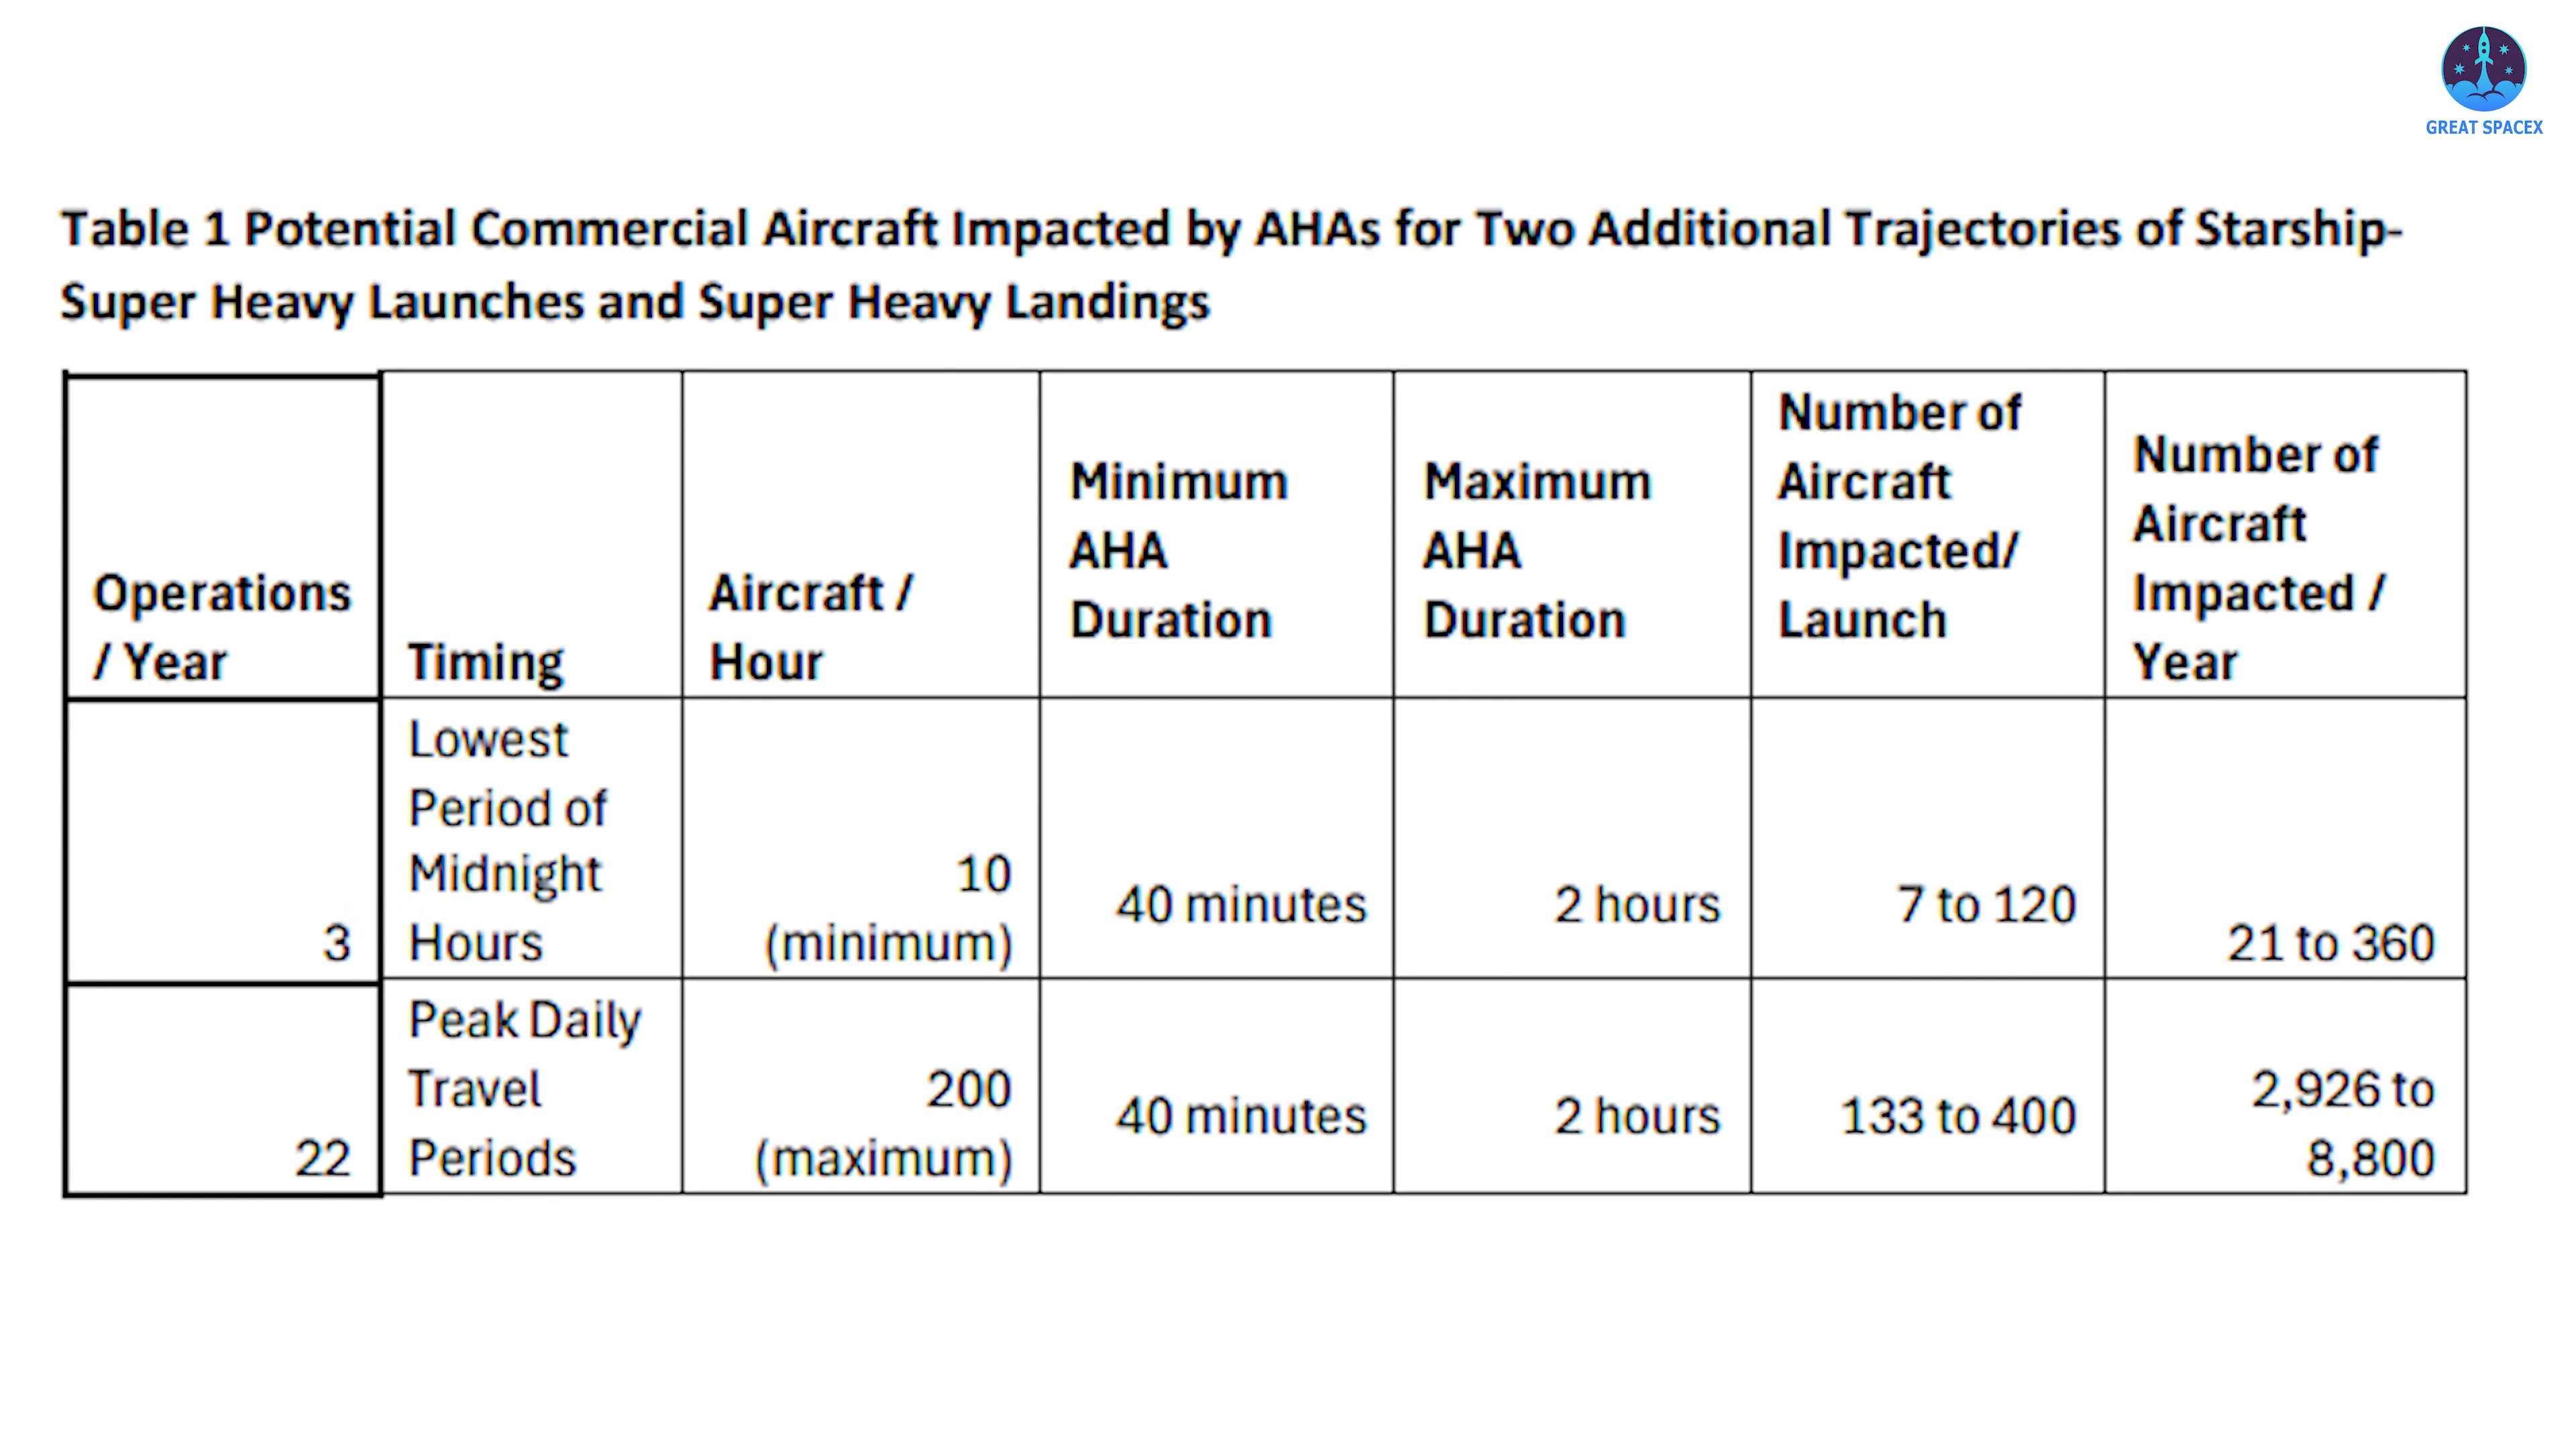 GREAT SPACEX
Table 1 Potential Commercial Aircraft Impacted by AHAs for Two Additional Trajectories of Starship-
Super Heavy Launches and Super Heavy Landings
Operations
/ Year
Timing
Aircraft /
Hour
Minimum
AHA
Duration
Maximum
AHA
Duration
Number of
Aircraft
Impacted/
Launch
Number of
Aircraft
Impacted /
Year
3
Lowest
Period of
Midnight
Hours
10
(minimum)
40 minutes
2 hours
7 to 120
21 to 360
22
Peak Daily
Travel
Periods
200
(maximum)
40 minutes
2 hours
133 to 400
2,926 to
8,800